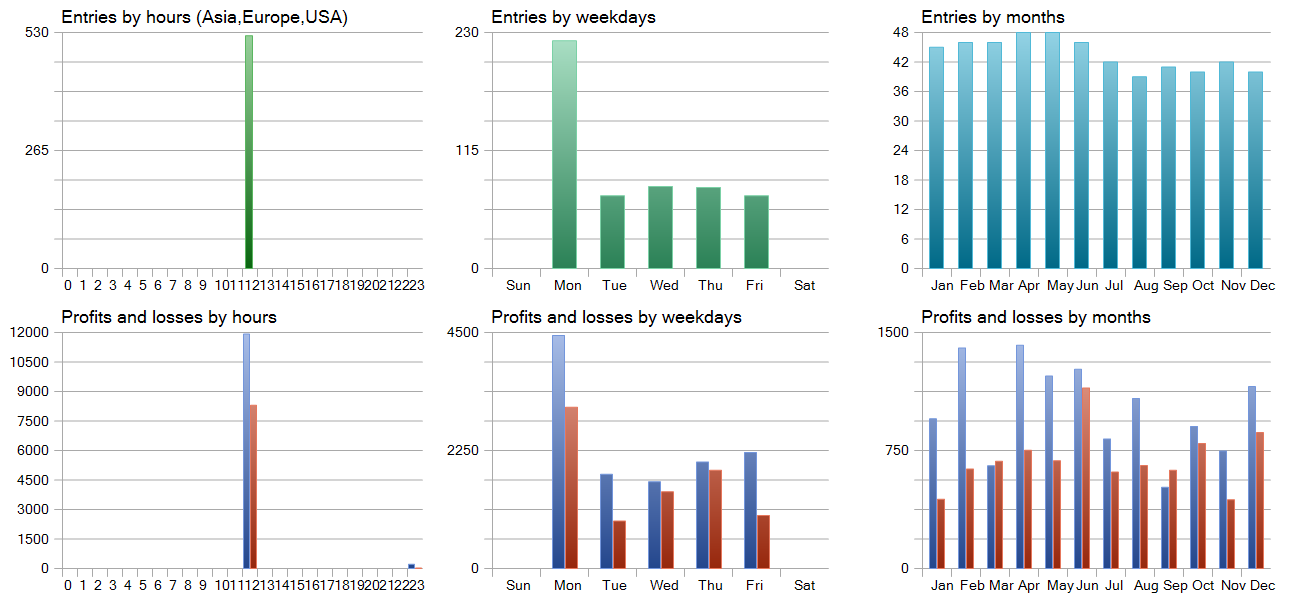 Entries by hours (Asia,Europe,USA)
530
265
0
0 1 2 3 4 5 6 7 8 9 10 11 12 13 14 15 16 17 18 19 20 21 22 23
Entries by weekdays
230
115
0
Sun Mon Tue Wed Thu Fri Sat
Entries by months
48
42
36
30
24
18
12
6
0
Jan Feb Mar Apr May Jun Jul Aug Sep Oct Nov Dec
Profits and losses by hours
12000
10500
9000
7500
6000
4500
3000
1500
0
0 1 2 3 4 5 6 7 8 9 10 11 12 13 14 15 16 17 18 19 20 21 22 23
Profits and losses by weekdays
4500
2250
0
Sun Mon Tue Wed Thu Fri Sat
Profits and losses by months
1500
750
0
Jan Feb Mar Apr May Jun Jul Aug Sep Oct Nov Dec